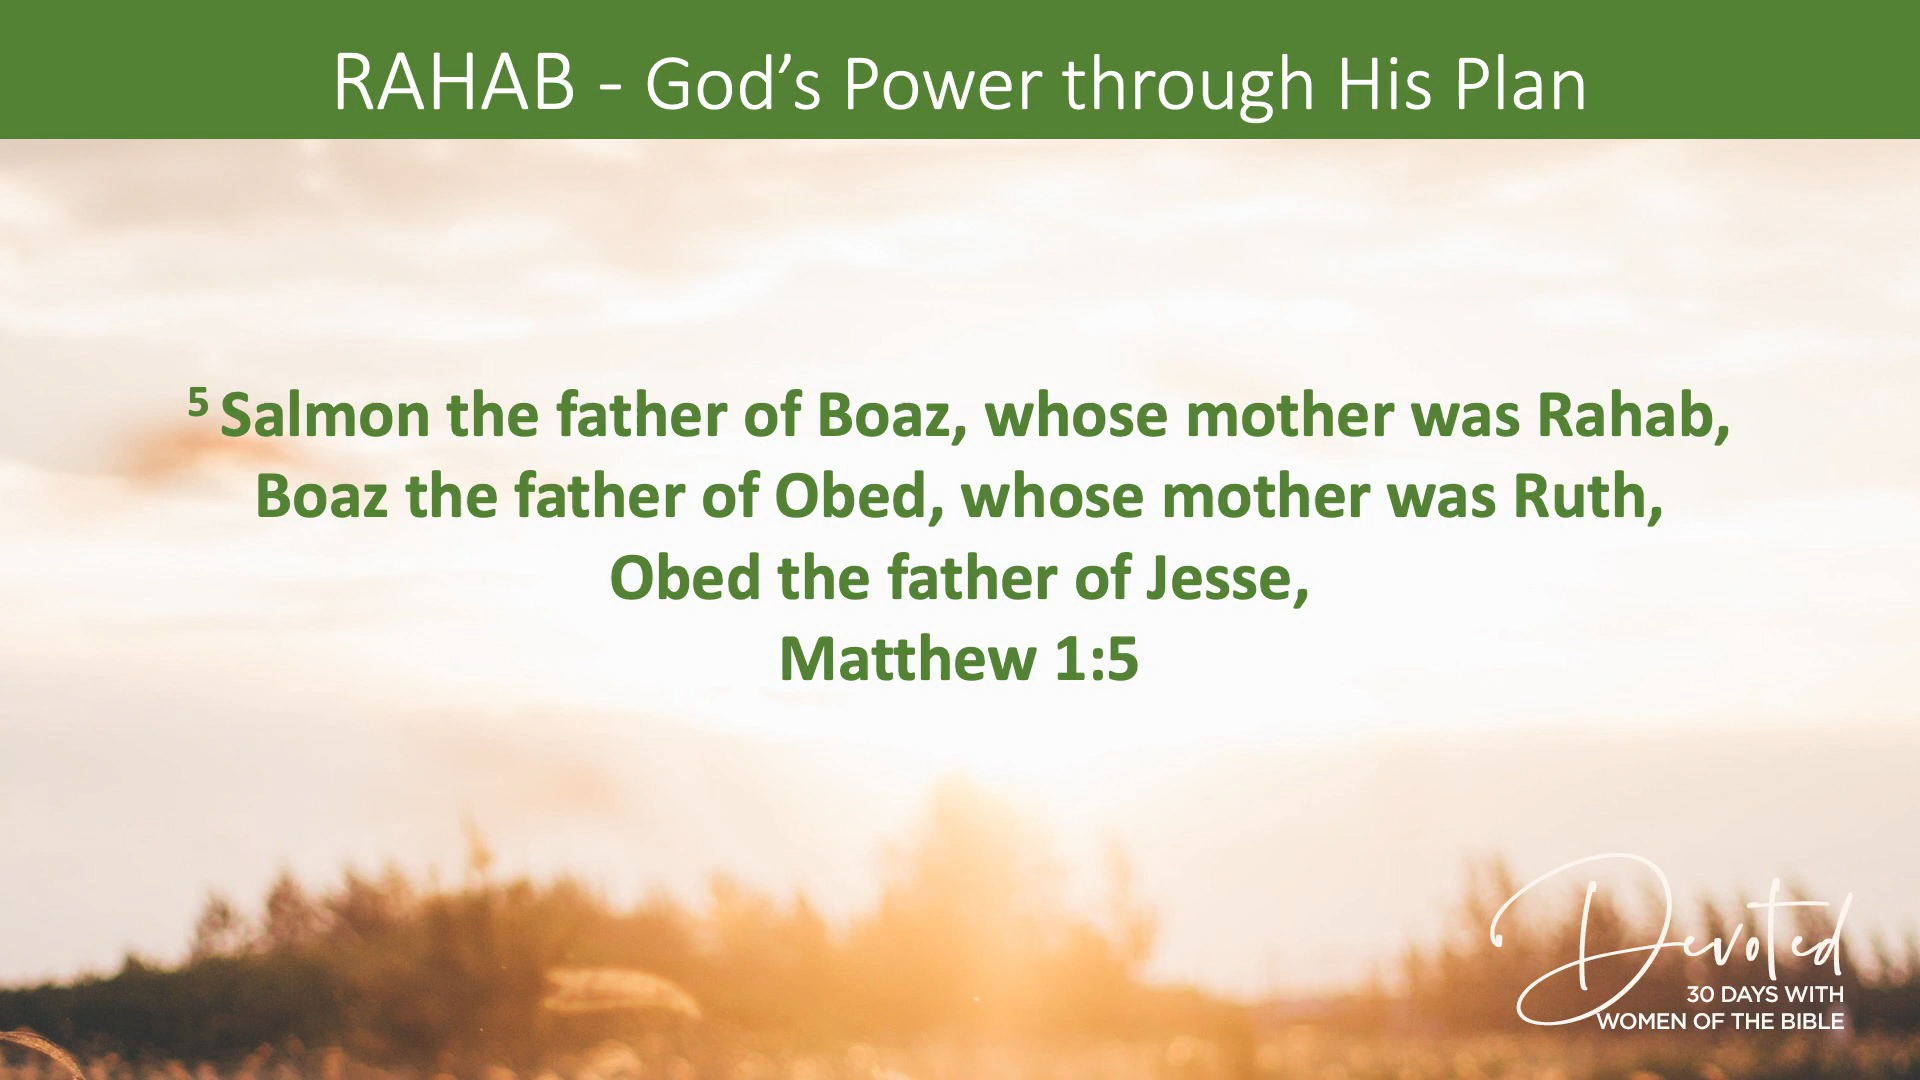 RAHAB - God’s Power through His Plan
5 Salmon the father of Boaz, whose mother was Rahab,
Boaz the father of Obed, whose mother was Ruth,
Obed the father of Jesse,
Matthew 1:5
Devoted
30 DAYS WITH
WOMEN OF THE BIBLE